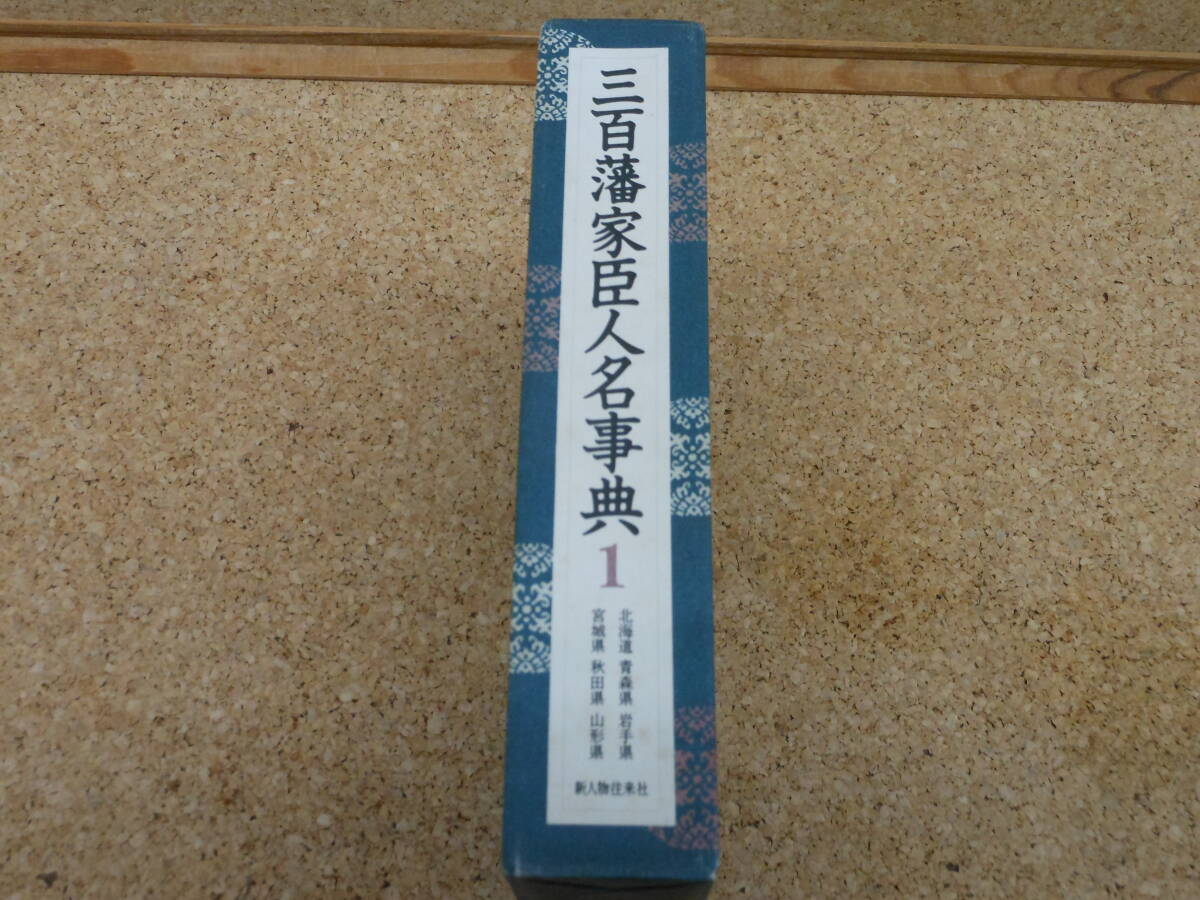 三百藩家臣人名事典
1
北海道 青森県 岩手県
宮城県 秋田県 山形県
新人物往来社